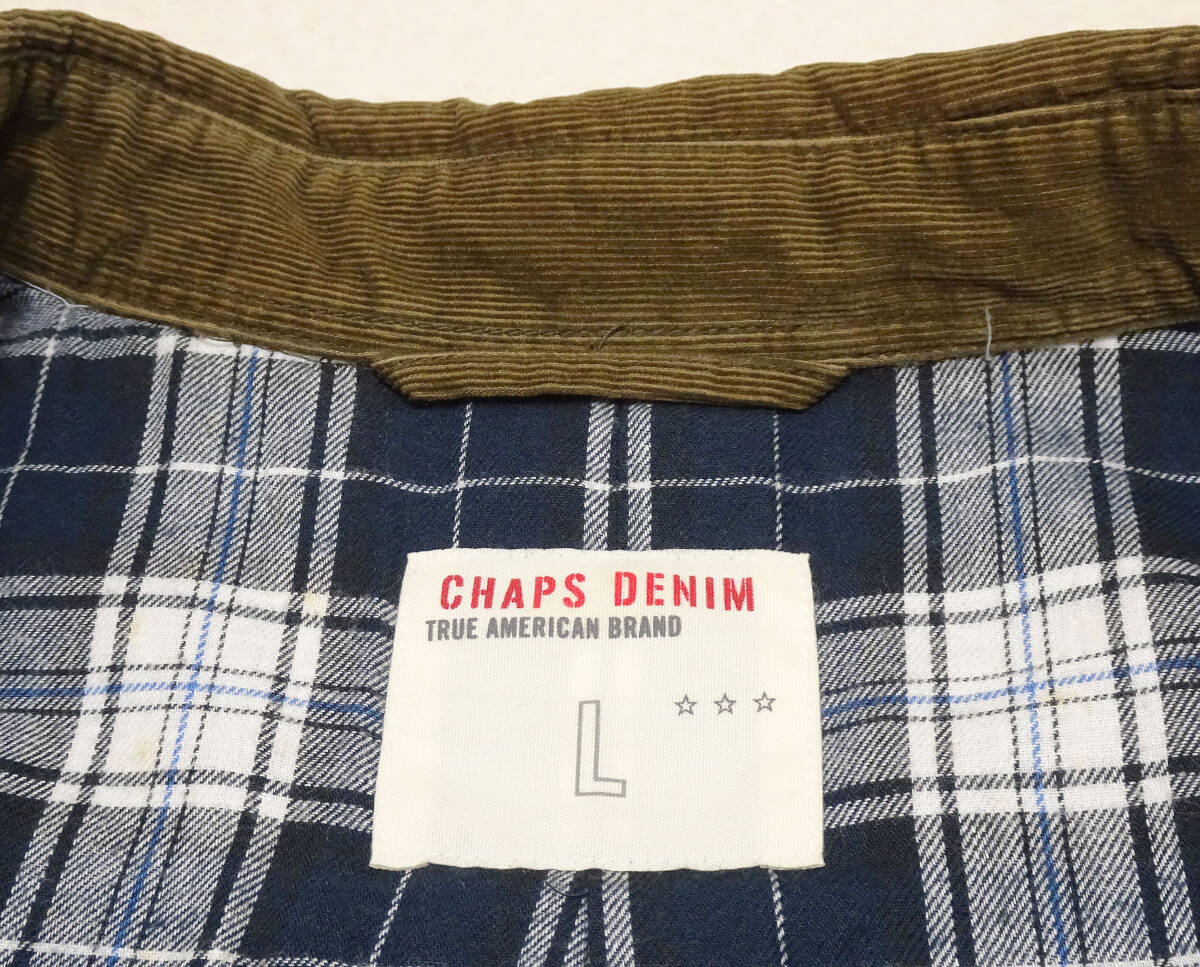 CHAPS DENIM
TRUE AMERICAN BRAND
L